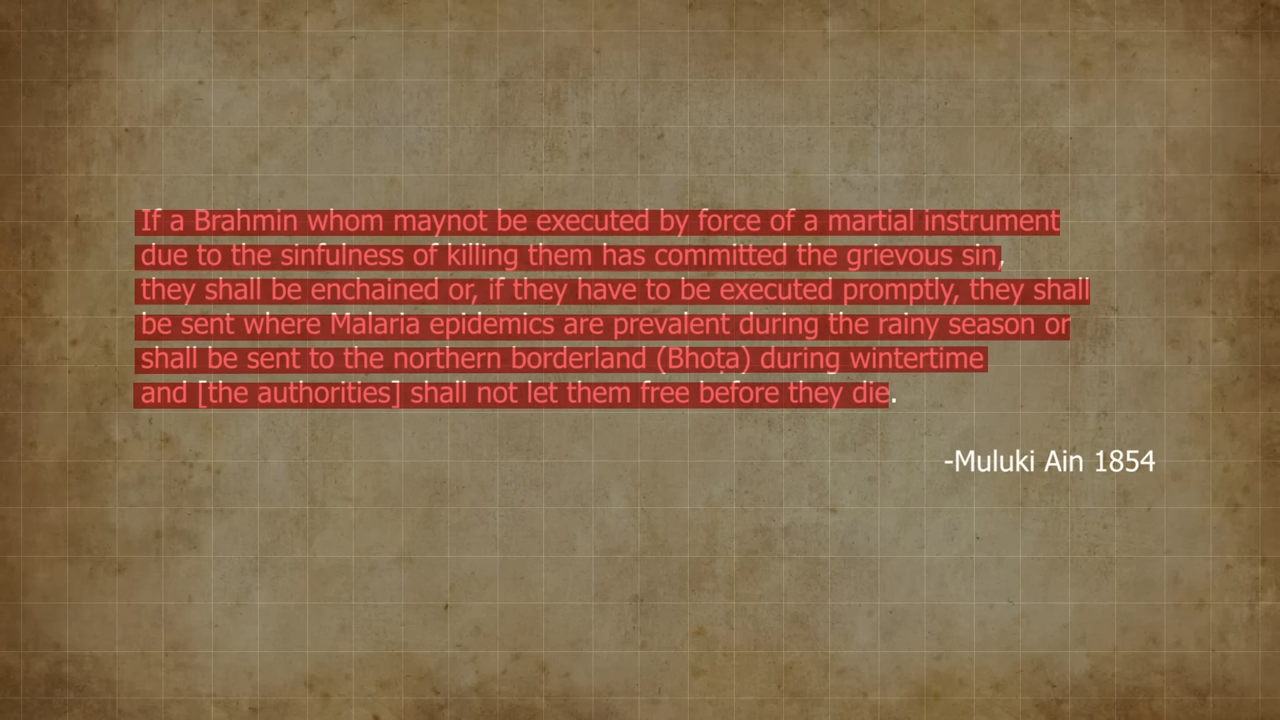 If a Brahmin whom maynot be executed by force of a martial instrument
due to the sinfulness of killing them has committed the grievous sin,
they shall be enchained or, if they have to be executed promptly, they shall
be sent where Malaria epidemics are prevalent during the rainy season or
shall be sent to the northern borderland (Bhoṭa) during wintertime
and [the authorities] shall not let them free before they die.
-Muluki Ain 1854